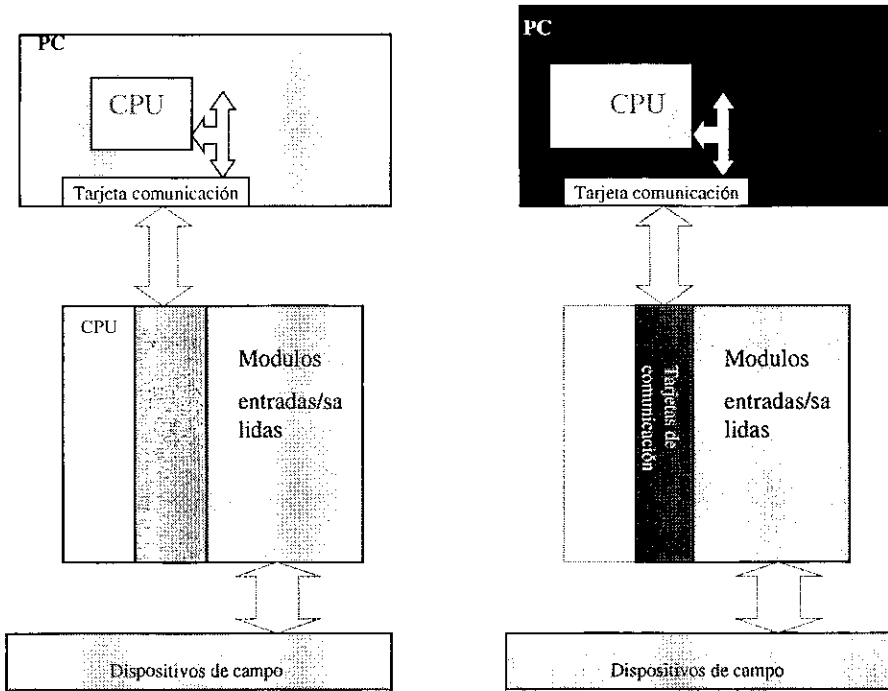 PC
CPU
Tarjeta comunicación
CPU
Modulos
entradas/sa
lidas
Dispositivos de campo
PC
CPU
Tarjeta comunicación
Tarjetas de
comunicación
Modulos
entradas/sa
lidas
Dispositivos de campo